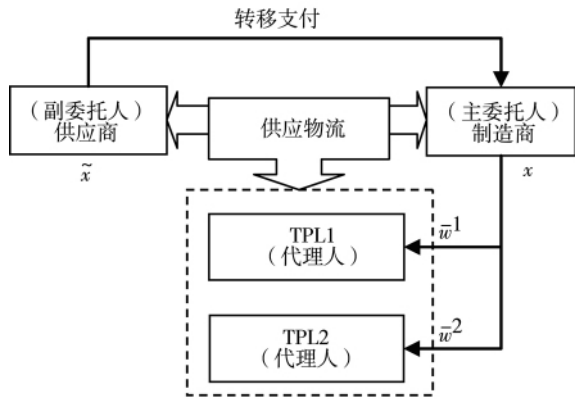 转移支付
（副委托人）
供应商
供应物流
（主委托人）
制造商
x̃
x
TPL1
（代理人）
w̄¹
TPL2
（代理人）
w̄²